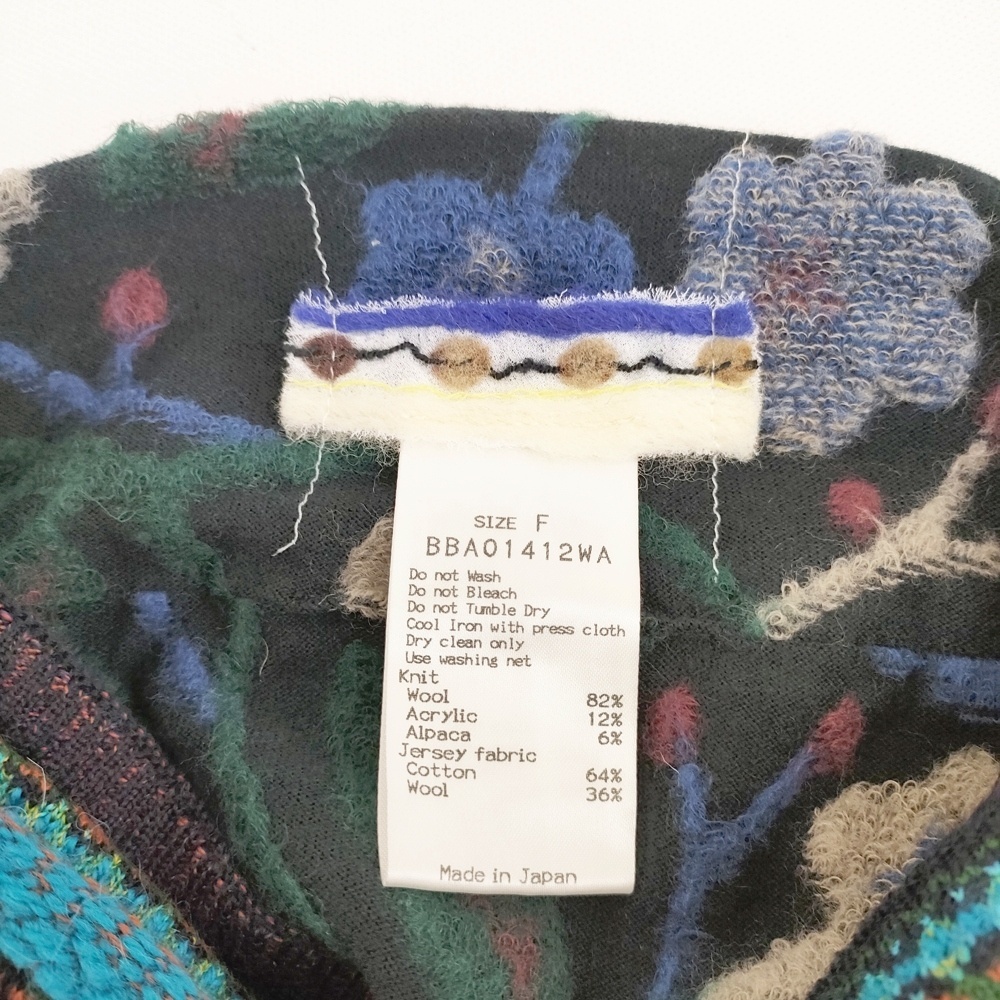 SIZE F
BBA01412WA
Do not Wash
Do not Bleach
Do not Tumble Dry
Cool Iron with press cloth
Dry clean only
Use washing net
Knit
Wool 82%
Acrylic 12%
Alpaca 6%
Jersey fabric
Cotton 64%
Wool 36%
Made in Japan